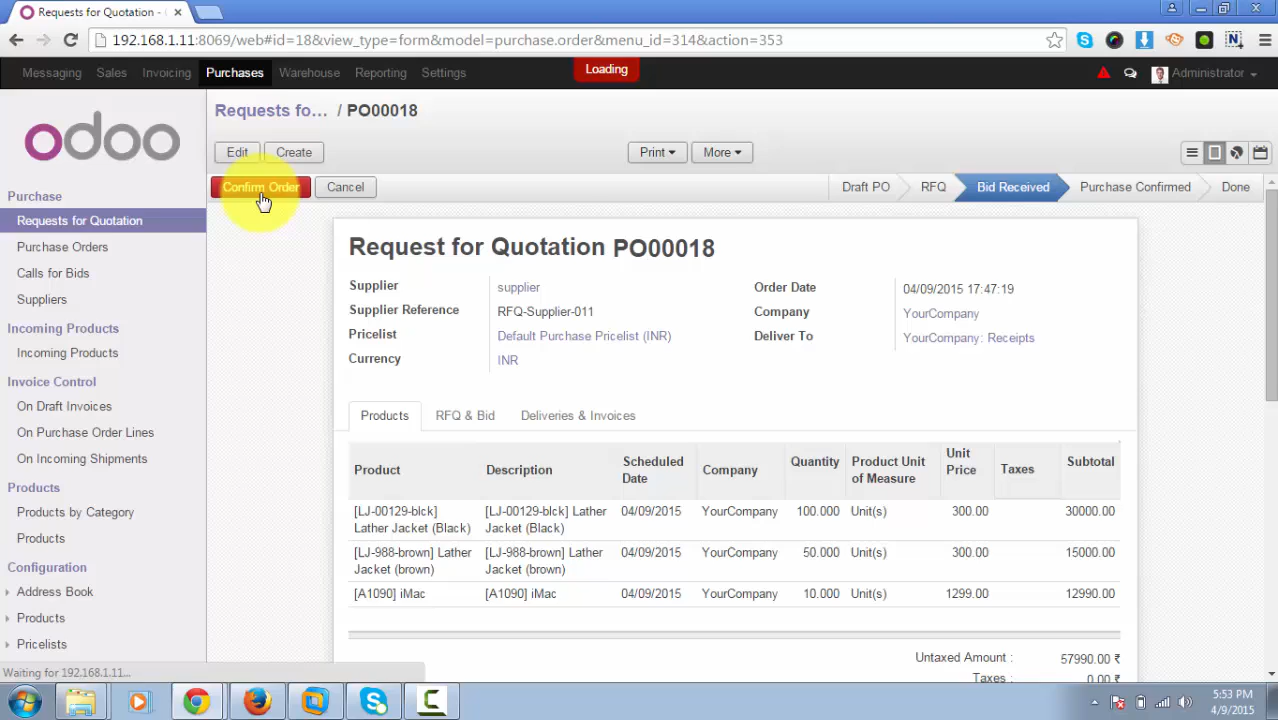 Requests for Quotation -
192.168.1.11:8069/web#id=18&view_type=form&model=purchase.order&menu_id=314&action=353
Messaging Sales Invoicing Purchases Warehouse Reporting Settings Loading Administrator
odoo
Requests fo... / PO00018
Edit Create Print More
Confirm Order Cancel Draft PO RFQ Bid Received Purchase Confirmed Done
Purchase
Requests for Quotation
Purchase Orders
Calls for Bids
Suppliers
Incoming Products
Incoming Products
Invoice Control
On Draft Invoices
On Purchase Order Lines
On Incoming Shipments
Products
Products by Category
Products
Configuration
Address Book
Products
Pricelists
Waiting for 192.168.1.11...
Request for Quotation PO00018
Supplier supplier
Supplier Reference RFQ-Supplier-011
Pricelist Default Purchase Pricelist (INR)
Currency INR
Order Date 04/09/2015 17:47:19
Company YourCompany
Deliver To YourCompany: Receipts
Products RFQ & Bid Deliveries & Invoices
Product Description Scheduled Date Company Quantity Product Unit of Measure Unit Price Taxes Subtotal
[LJ-00129-blck] [LJ-00129-blck] Lather 04/09/2015 YourCompany 100.000 Unit(s) 300.00 30000.00
Lather Jacket (Black) Jacket (Black)
[LJ-988-brown] Lather [LJ-988-brown] Lather 04/09/2015 YourCompany 50.000 Unit(s) 300.00 15000.00
Jacket (brown) Jacket (brown)
[A1090] iMac [A1090] iMac 04/09/2015 YourCompany 10.000 Unit(s) 1299.00 12990.00
Untaxed Amount : 57990.00 ₹
Taxes : 0.00 ₹
5:53 PM
4/9/2015